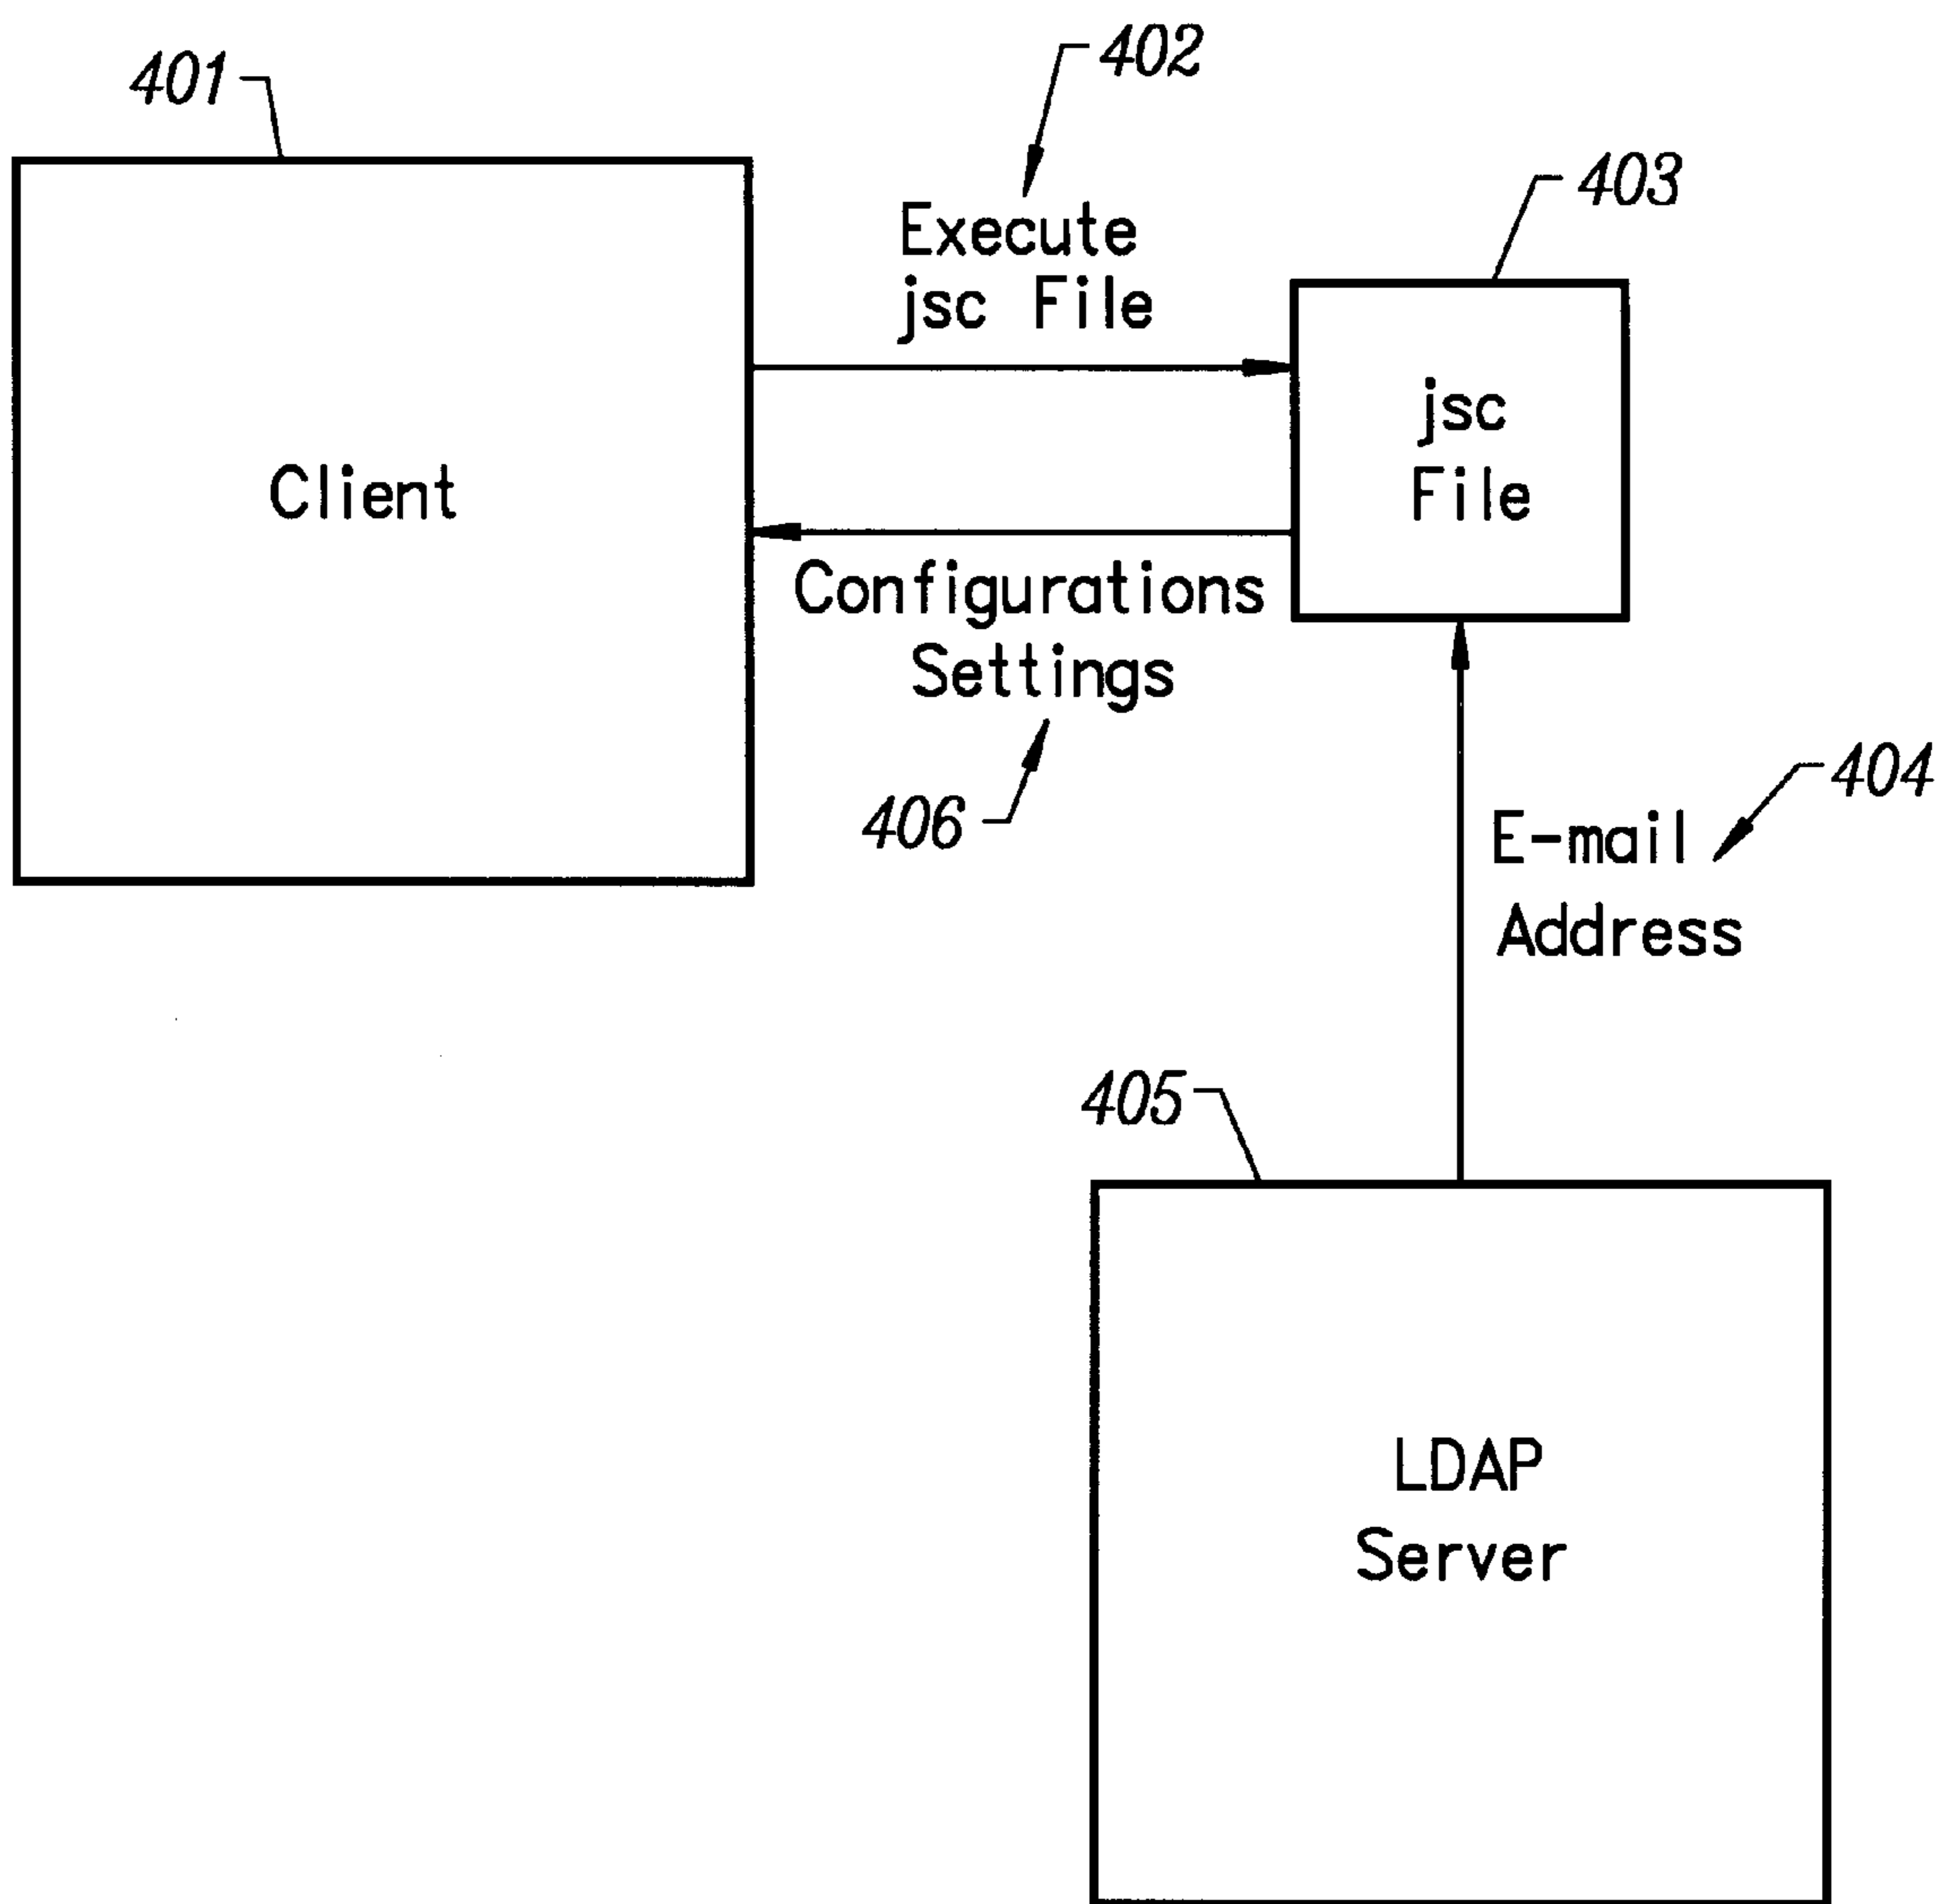 401
402
403
Execute
jsc File
jsc
File
Client
Configurations
Settings
406
404
E-mail
Address
405
LDAP
Server